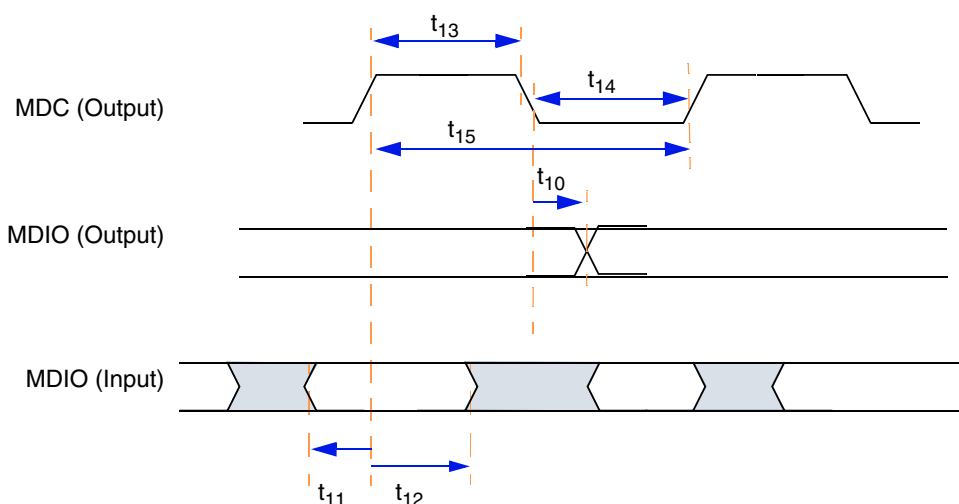 t13
MDC (Output)
t14
t15
t10
MDIO (Output)
MDIO (Input)
t11
t12